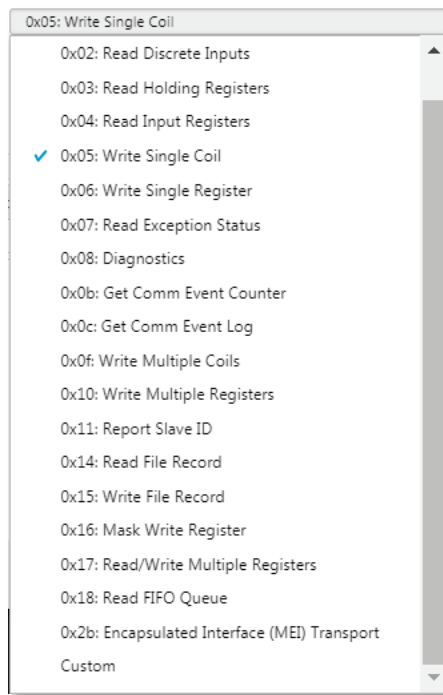 0x05: Write Single Coil
0x02: Read Discrete Inputs
0x03: Read Holding Registers
0x04: Read Input Registers
0x05: Write Single Coil
0x06: Write Single Register
0x07: Read Exception Status
0x08: Diagnostics
0x0b: Get Comm Event Counter
0x0c: Get Comm Event Log
0x0f: Write Multiple Coils
0x10: Write Multiple Registers
0x11: Report Slave ID
0x14: Read File Record
0x15: Write File Record
0x16: Mask Write Register
0x17: Read/Write Multiple Registers
0x18: Read FIFO Queue
0x2b: Encapsulated Interface (MEI) Transport
Custom